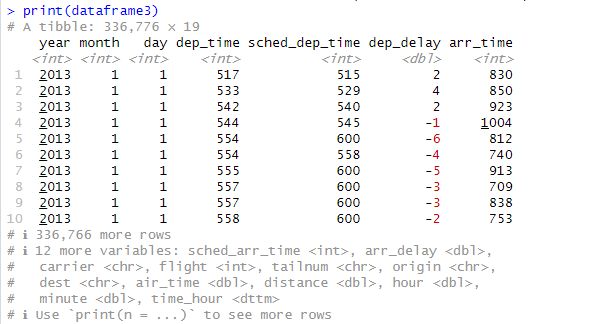 > print(dataframe3)
# A tibble: 336,776 × 19
year month day dep_time sched_dep_time dep_delay arr_time
<int> <int> <int> <int> <int> <dbl> <int>
1 2013 1 1 517 515 2 830
2 2013 1 1 533 529 4 850
3 2013 1 1 542 540 2 923
4 2013 1 1 544 545 -1 1004
5 2013 1 1 554 600 -6 812
6 2013 1 1 554 558 -4 740
7 2013 1 1 555 600 -5 913
8 2013 1 1 557 600 -3 709
9 2013 1 1 557 600 -3 838
10 2013 1 1 558 600 -2 753
# ℹ 336,766 more rows
# ℹ 12 more variables: sched_arr_time <int>, arr_delay <dbl>,
# carrier <chr>, flight <int>, tailnum <chr>, origin <chr>,
# dest <chr>, air_time <dbl>, distance <dbl>, hour <dbl>,
# minute <dbl>, time_hour <dttm>
# ℹ Use `print(n = ...)` to see more rows